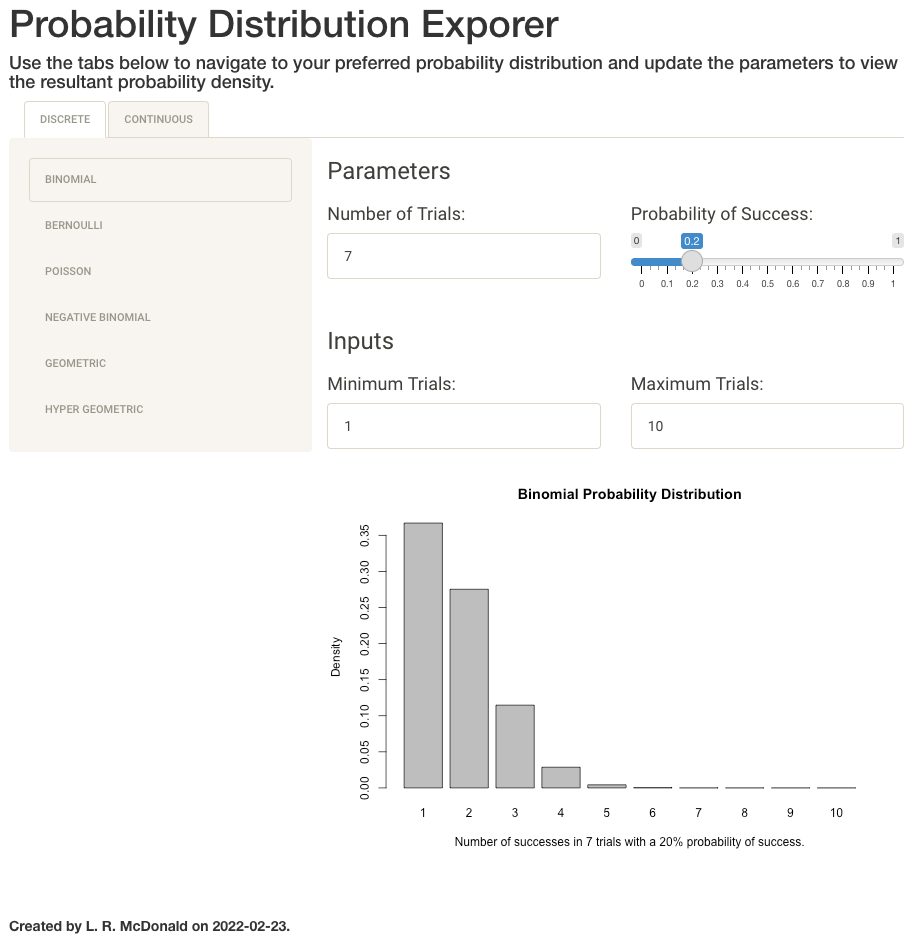 Probability Distribution Exporer
Use the tabs below to navigate to your preferred probability distribution and update the parameters to view
the resultant probability density.
DISCRETE
CONTINUOUS
BINOMIAL
BERNOULLI
POISSON
NEGATIVE BINOMIAL
GEOMETRIC
HYPER GEOMETRIC
Parameters
Number of Trials:
7
Probability of Success:
0 0.2 1
0 0.1 0.2 0.3 0.4 0.5 0.6 0.7 0.8 0.9 1
Inputs
Minimum Trials:
1
Maximum Trials:
10
Binomial Probability Distribution
Density
0.35
0.30
0.25
0.20
0.15
0.10
0.05
0.00
1 2 3 4 5 6 7 8 9 10
Number of successes in 7 trials with a 20% probability of success.
Created by L. R. McDonald on 2022-02-23.